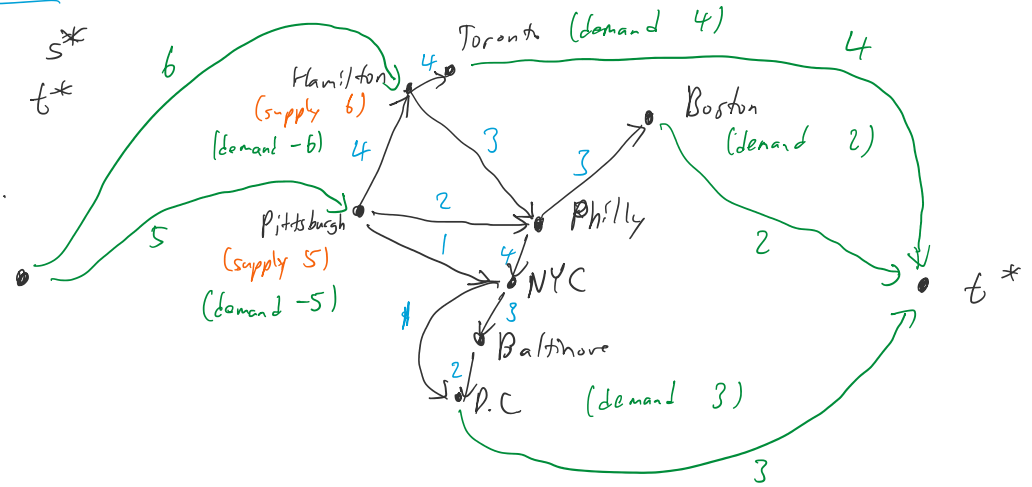 s*
t*
6
Toronto (demand 4)
4
4
Hamilton
(supply 6)
(demand -6)
4
3
Boston
(demand 2)
3
2
Philly
Pittsburgh
(supply 5)
(demand -5)
5
1
4
NYC
2
t*
1
3
Baltimore
2
D.C (demand 3)
3